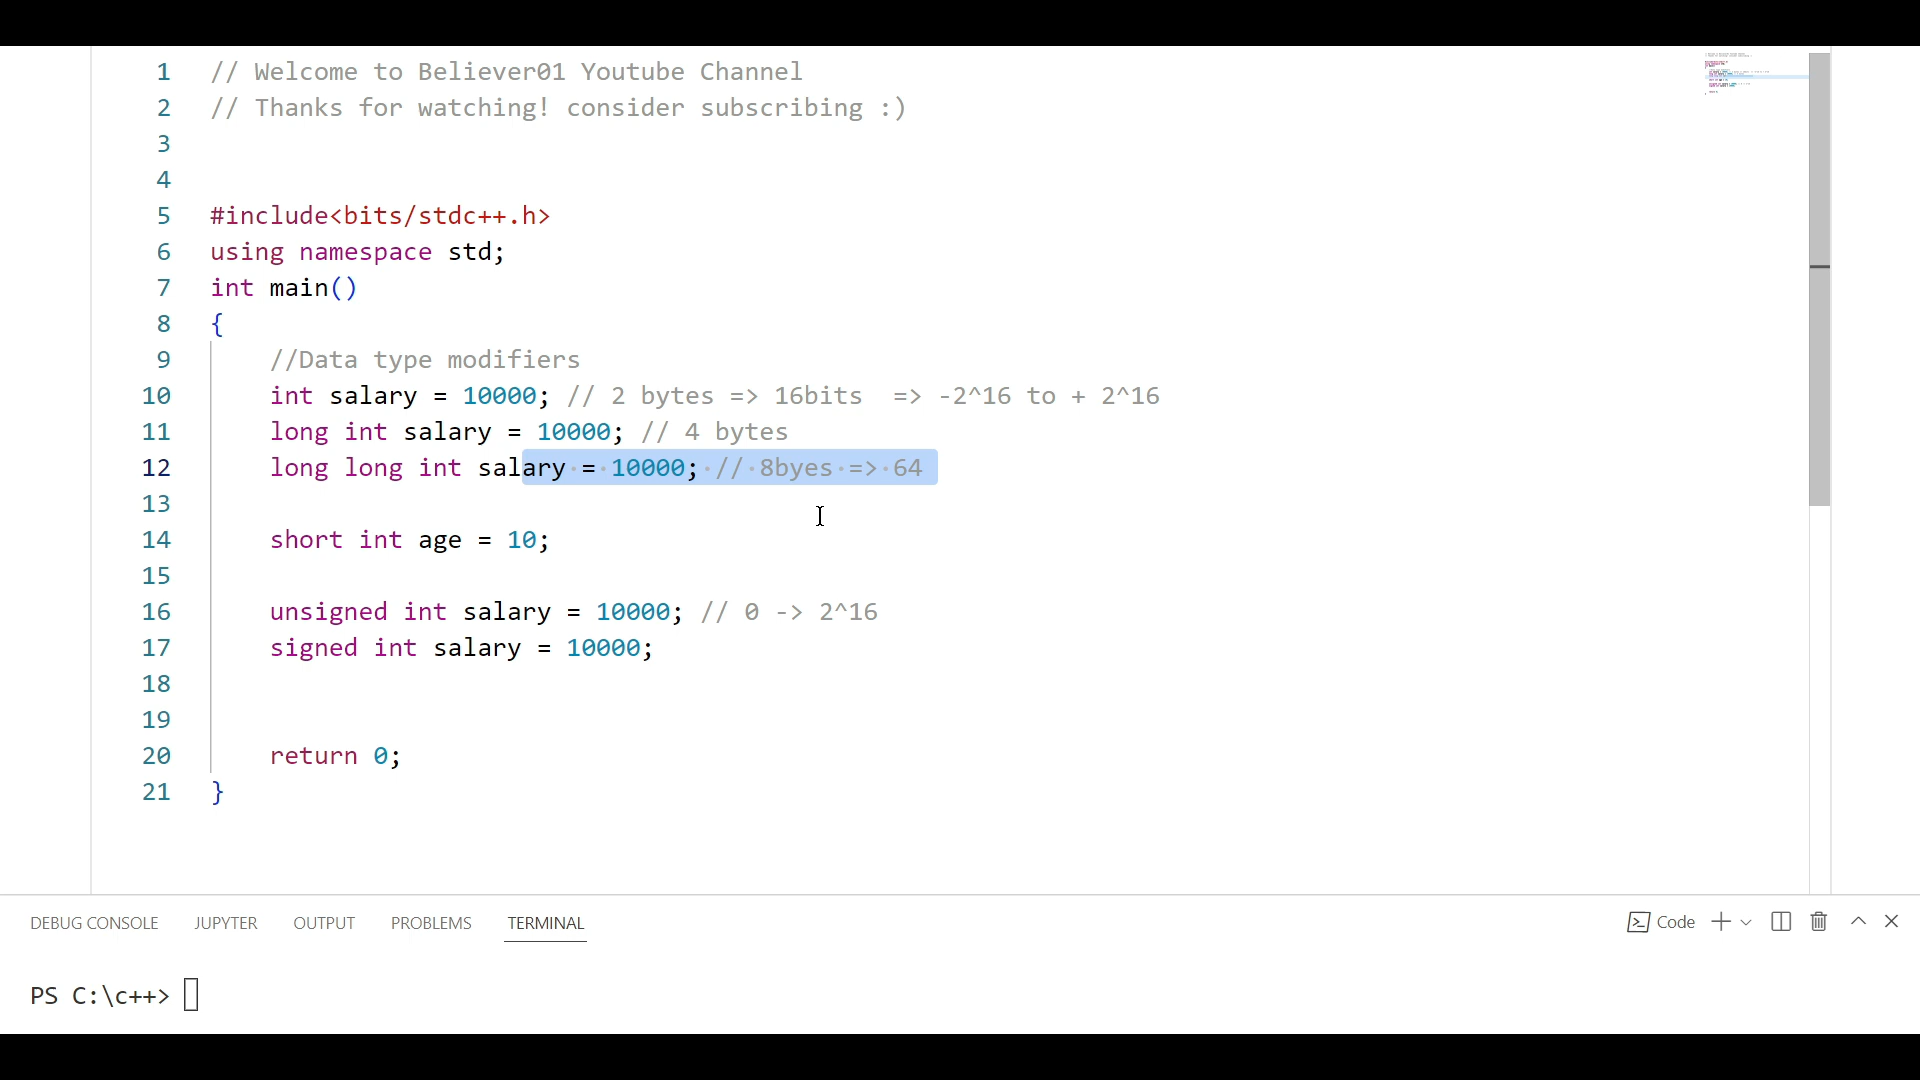 1 // Welcome to Believer01 Youtube Channel
2 // Thanks for watching! consider subscribing :)
3
4
5 #include<bits/stdc++.h>
6 using namespace std;
7 int main()
8 {
9 //Data type modifiers
10 int salary = 10000; // 2 bytes => 16bits  => -2^16 to + 2^16
11 long int salary = 10000; // 4 bytes
12 long long int salary = 10000; // 8byes => 64
13
14 short int age = 10;
15
16 unsigned int salary = 10000; // 0 -> 2^16
17 signed int salary = 10000;
18
19
20 return 0;
21 }
DEBUG CONSOLE JUPYTER OUTPUT PROBLEMS TERMINAL Code
PS C:\c++>